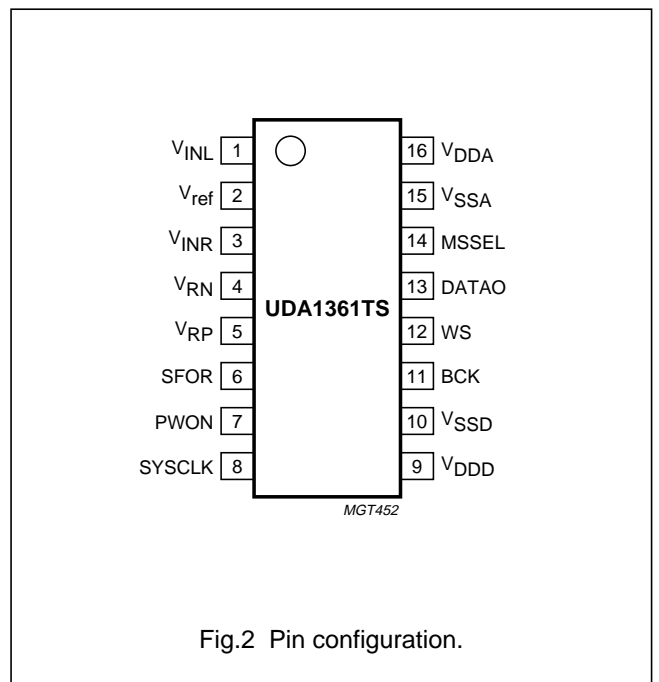 VINL 1 16 VDDA
Vref 2 15 VSSA
VINR 3 14 MSSEL
VRN 4 13 DATAO
UDA1361TS
VRP 5 12 WS
SFOR 6 11 BCK
PWON 7 10 VSSD
SYSCLK 8 9 VDDD
MGT452
Fig.2 Pin configuration.